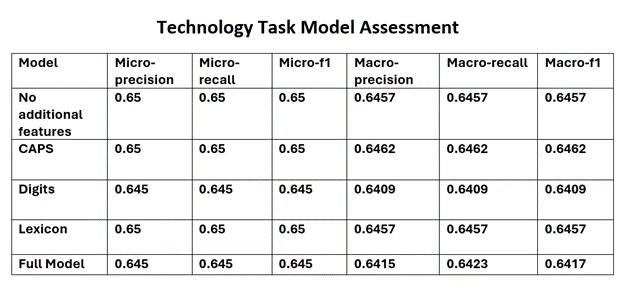 Technology Task Model Assessment
Model Micro-precision Micro-recall Micro-f1 Macro-precision Macro-recall Macro-f1
No additional features 0.65 0.65 0.65 0.6457 0.6457 0.6457
CAPS 0.65 0.65 0.65 0.6462 0.6462 0.6462
Digits 0.645 0.645 0.645 0.6409 0.6409 0.6409
Lexicon 0.65 0.65 0.65 0.6457 0.6457 0.6457
Full Model 0.645 0.645 0.645 0.6415 0.6423 0.6417